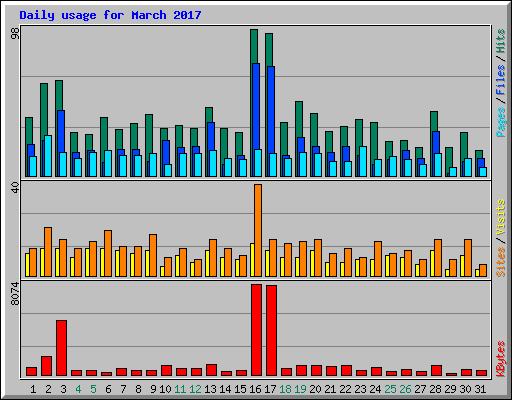 Daily usage for March 2017
98
Pages / Files / Hits
40
Sites / Visits
8074
KBytes
1 2 3 4 5 6 7 8 9 10 11 12 13 14 15 16 17 18 19 20 21 22 23 24 25 26 27 28 29 30 31